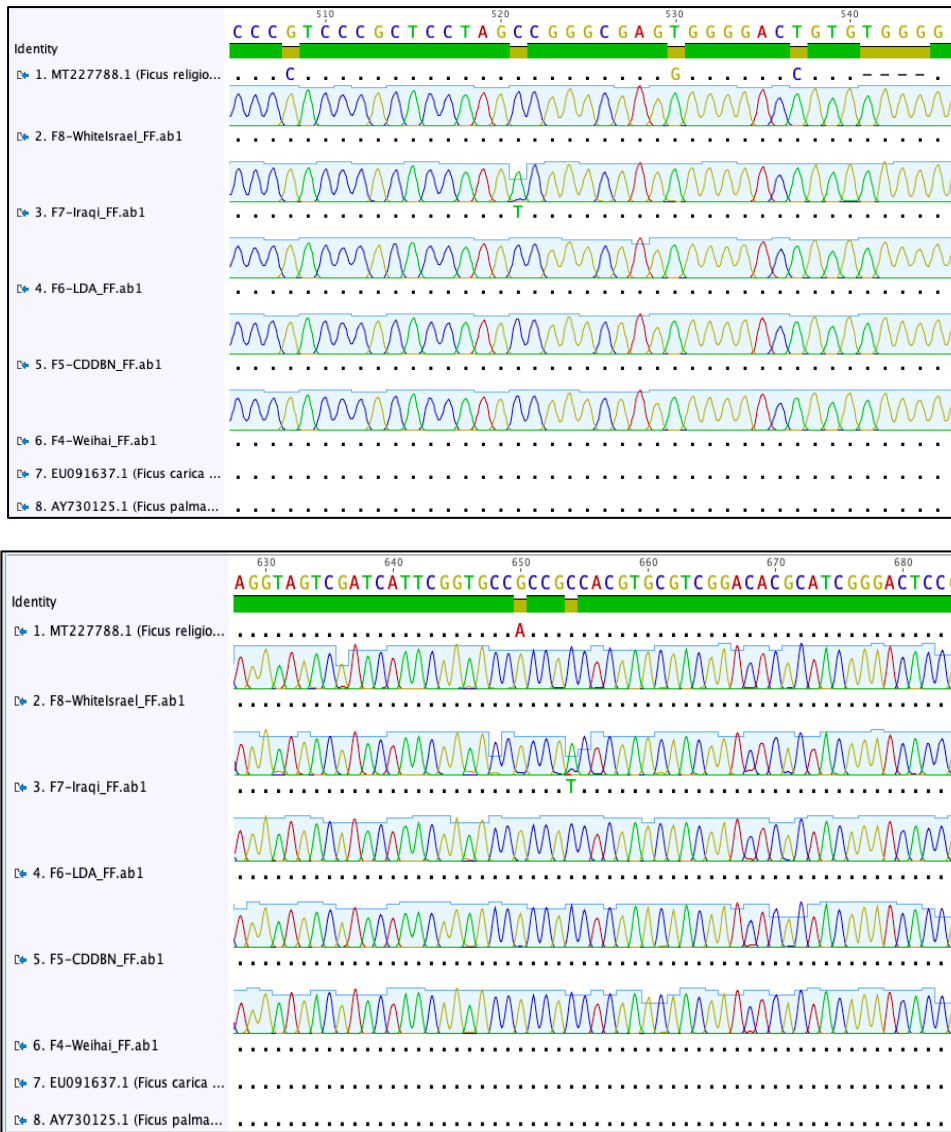 510 520 530 540
C C C G T C C C G C T C C T A G C C G G G C G A G T G G G G A C T G T G T G G G G
Identity
1. MT227788.1 (Ficus religio... C G C - - - -
2. F8-WhiteIsrael_FF.ab1
3. F7-Iraqi_FF.ab1 T
4. F6-LDA_FF.ab1
5. F5-CDDBN_FF.ab1
6. F4-Weihai_FF.ab1
7. EU091637.1 (Ficus carica ...
8. AY730125.1 (Ficus palma...
630 640 650 660 670 680
AGGTAGTCGATCATTCGGTGCCGCCGCCACGTGCGTCGGACACGCATCGGGACTCC
Identity
1. MT227788.1 (Ficus religio... A
2. F8-WhiteIsrael_FF.ab1
3. F7-Iraqi_FF.ab1 T
4. F6-LDA_FF.ab1
5. F5-CDDBN_FF.ab1
6. F4-Weihai_FF.ab1
7. EU091637.1 (Ficus carica ...
8. AY730125.1 (Ficus palma...